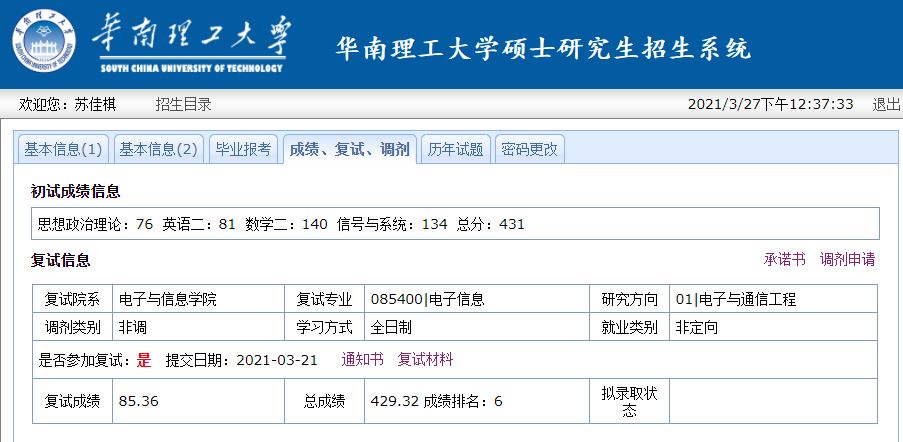 华南理工大学
SOUTH CHINA UNIVERSITY OF TECHNOLOGY
华南理工大学硕士研究生招生系统
欢迎您：苏佳祺 招生目录 2021/3/27下午12:37:33 退出
基本信息(1) 基本信息(2) 毕业报考 成绩、复试、调剂 历年试题 密码更改
初试成绩信息
思想政治理论：76 英语二：81 数学二：140 信号与系统：134 总分：431
复试信息 承诺书 调剂申请
复试院系 电子与信息学院 复试专业 085400|电子信息 研究方向 01|电子与通信工程
调剂类别 非调 学习方式 全日制 就业类别 非定向
是否参加复试：是 提交日期：2021-03-21 通知书 复试材料
复试成绩 85.36 总成绩 429.32 成绩排名：6 拟录取状
态